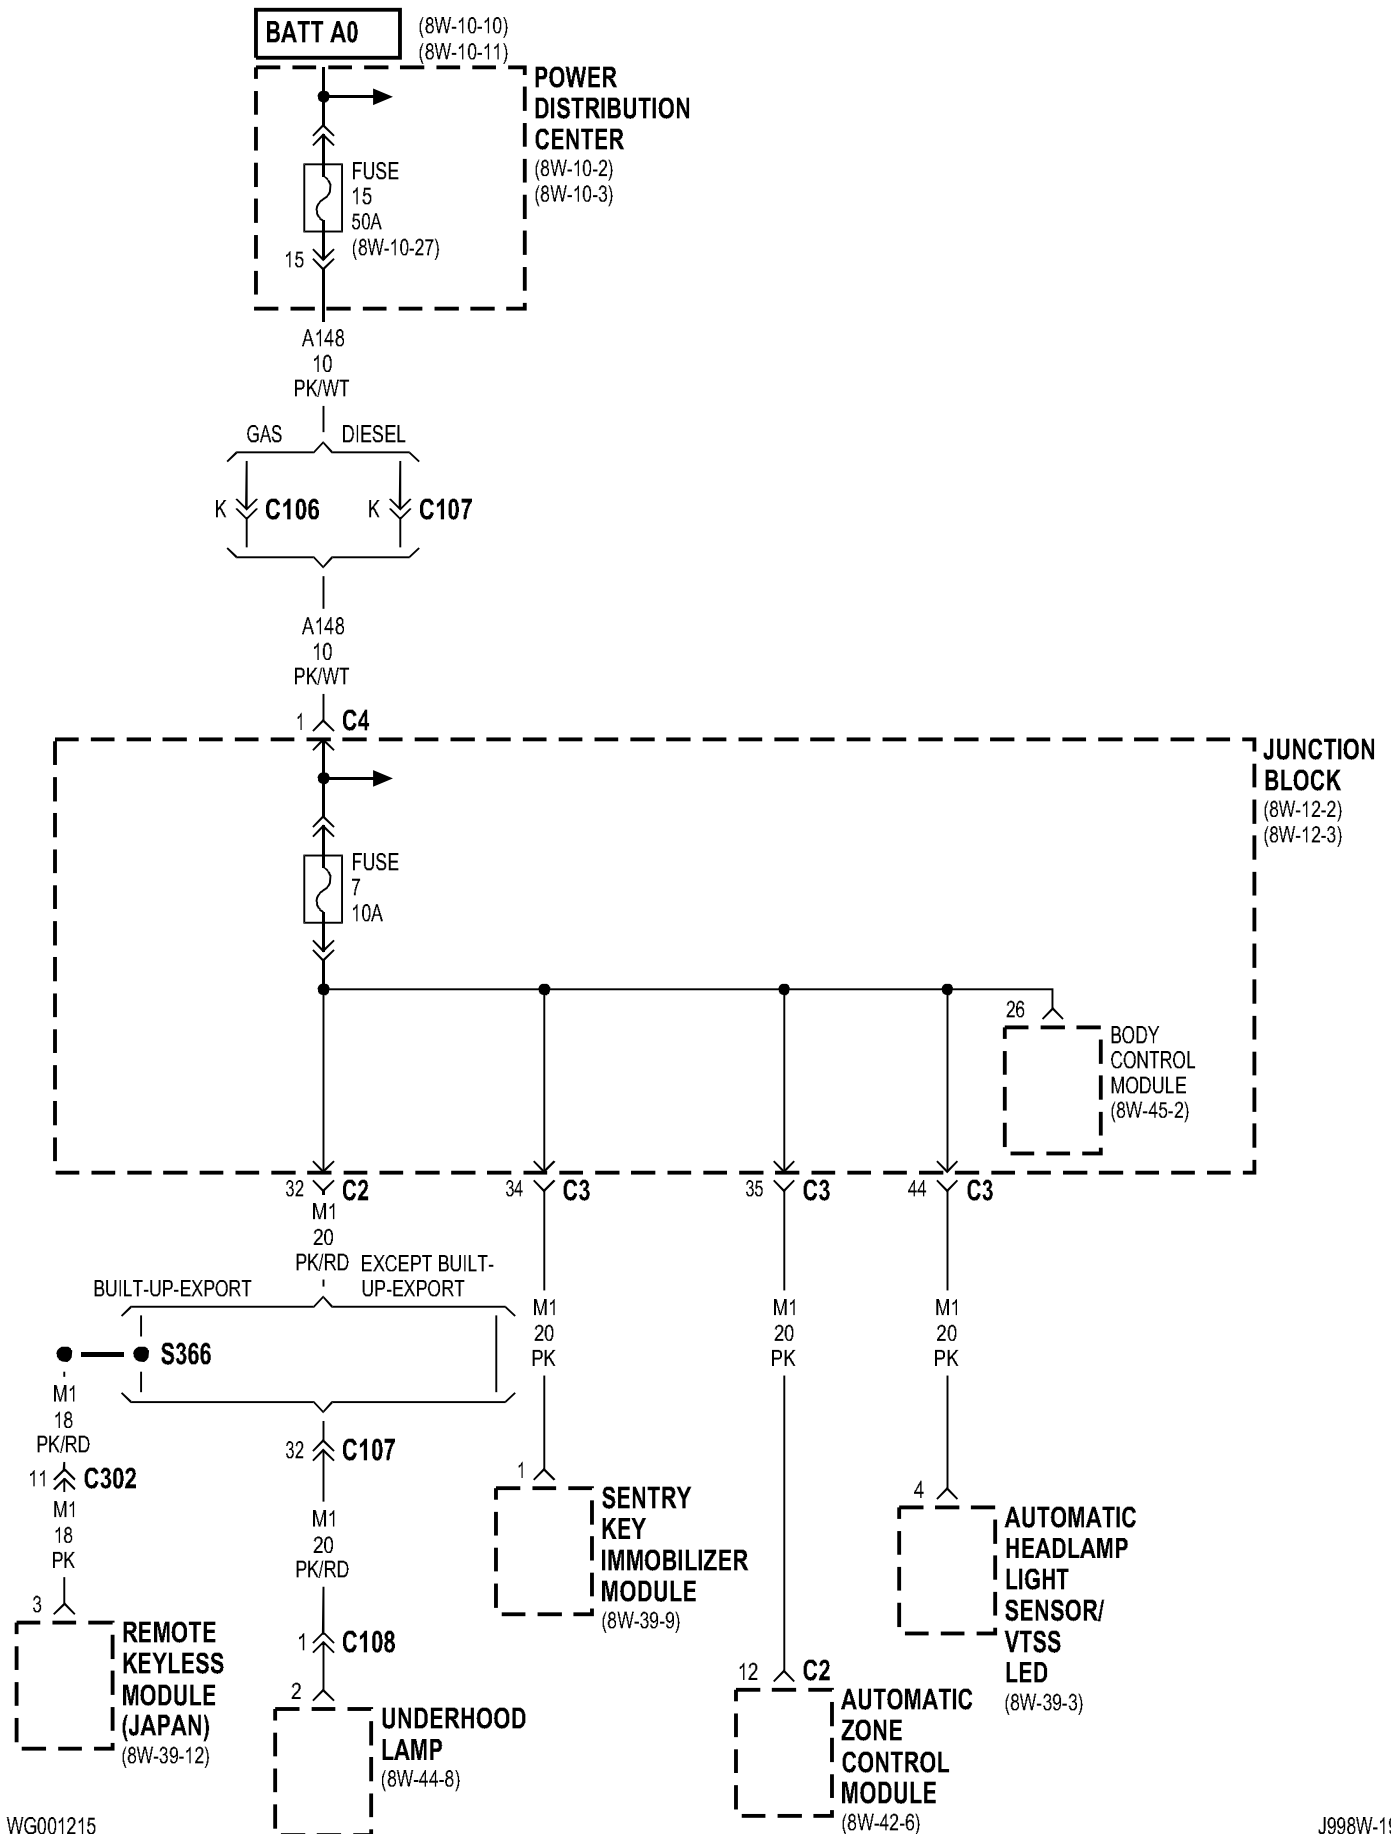 BATT A0
(8W-10-10)
(8W-10-11)
POWER
DISTRIBUTION
CENTER
(8W-10-2)
(8W-10-3)
FUSE
15
50A
(8W-10-27)
15
A148
10
PK/WT
GAS
DIESEL
K
C106
K
C107
A148
10
PK/WT
1
C4
JUNCTION
BLOCK
(8W-12-2)
(8W-12-3)
FUSE
7
10A
26
BODY
CONTROL
MODULE
(8W-45-2)
32
C2
34
C3
35
C3
44
C3
M1
20
PK/RD
BUILT-UP-EXPORT
EXCEPT BUILT-
UP-EXPORT
M1
20
PK
M1
20
PK
M1
20
PK
S366
M1
18
PK/RD
11
C302
M1
18
PK
3
REMOTE
KEYLESS
MODULE
(JAPAN)
(8W-39-12)
32
C107
M1
20
PK/RD
1
C108
2
UNDERHOOD
LAMP
(8W-44-8)
1
SENTRY
KEY
IMMOBILIZER
MODULE
(8W-39-9)
12
C2
AUTOMATIC
ZONE
CONTROL
MODULE
(8W-42-6)
4
AUTOMATIC
HEADLAMP
LIGHT
SENSOR/
VTSS
LED
(8W-39-3)
WG001215